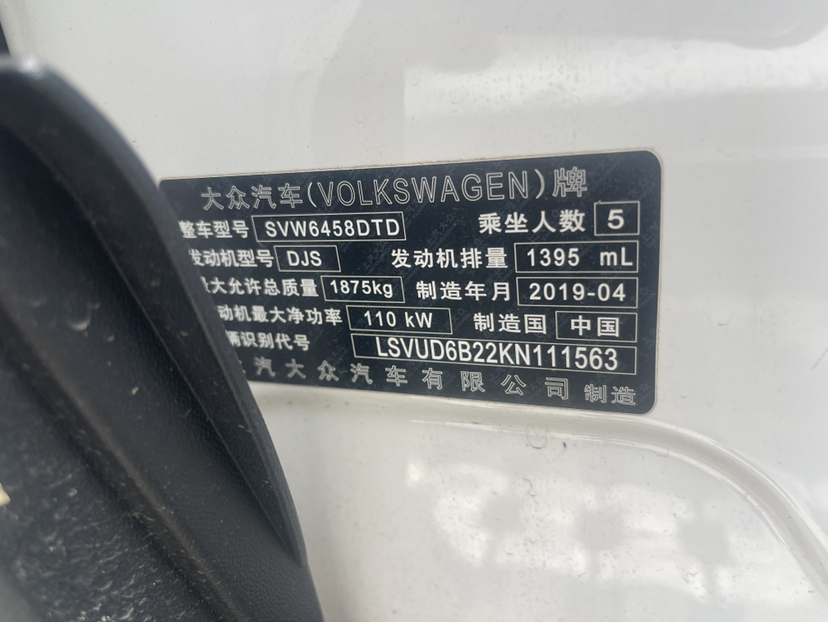 大众汽车(VOLKSWAGEN)牌
整车型号 SVW6458DTD 乘坐人数 5
发动机型号 DJS 发动机排量 1395 mL
大允许总质量 1875kg 制造年月 2019-04
动机最大净功率 110 kW 制造国 中国
辆识别代号 LSVUD6B22KN111563
汽大众汽车有限公司 制造